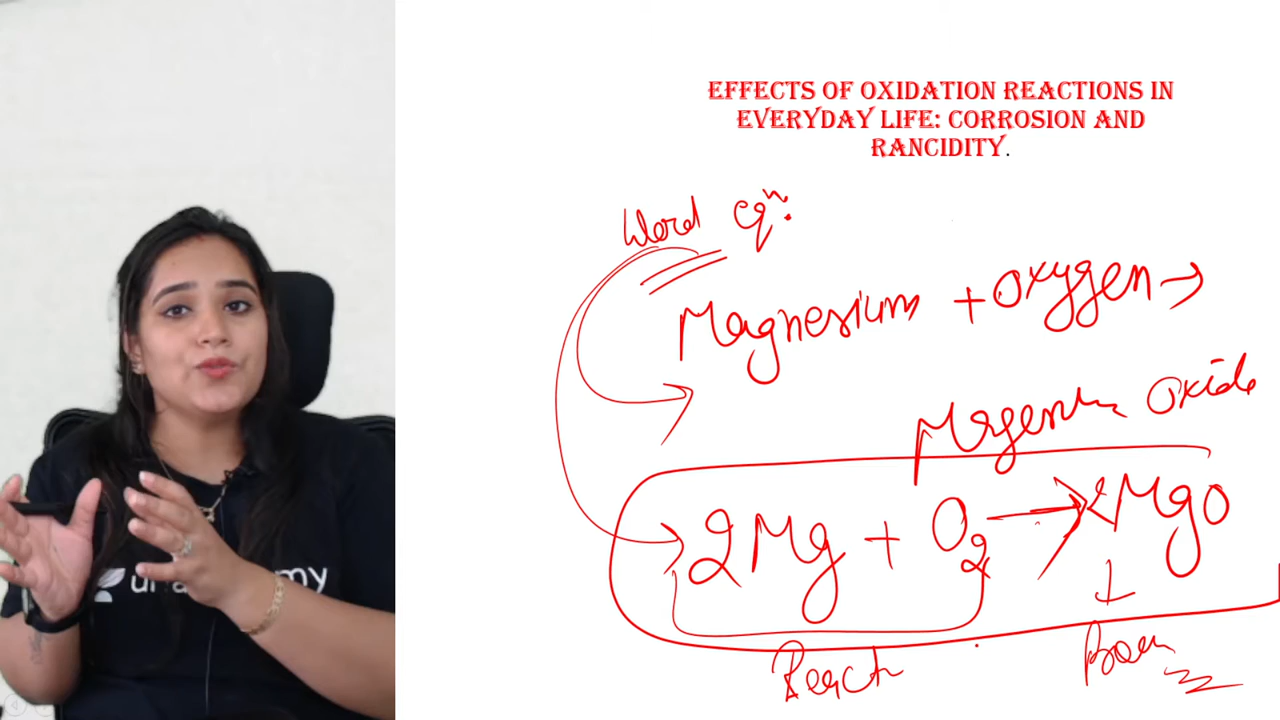 EFFECTS OF OXIDATION REACTIONS IN
EVERYDAY LIFE: CORROSION AND
RANCIDITY.
Word eqn:
Magnesium + Oxygen →
Oxide
2Mg + O2 → 2MgO
React